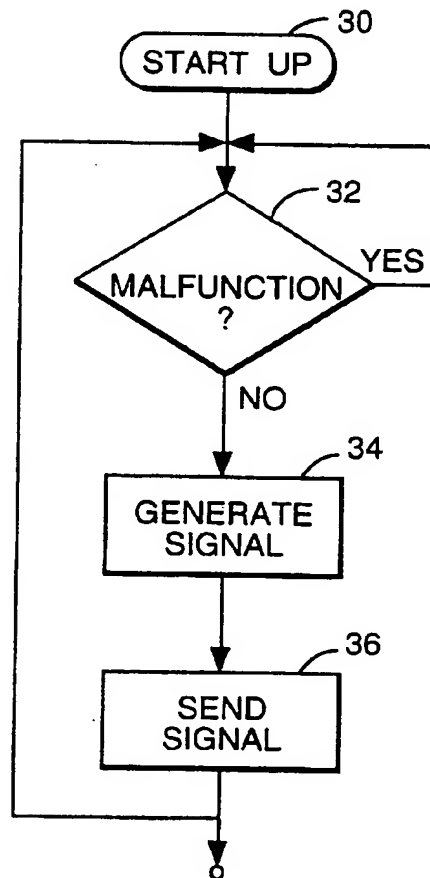 30
START UP
32
YES
MALFUNCTION
?
NO
34
GENERATE
SIGNAL
36
SEND
SIGNAL